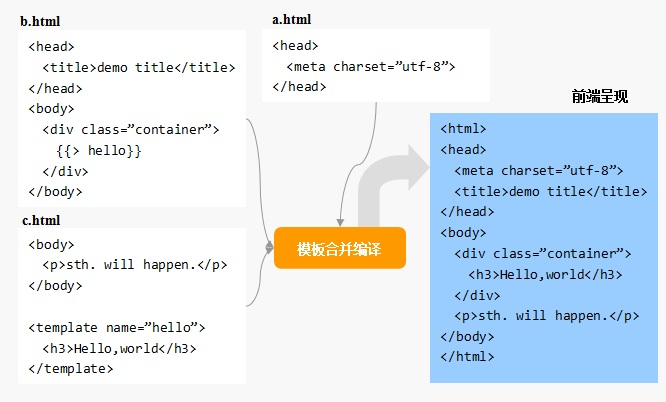 b.html
<head>
  <title>demo title</title>
</head>
<body>
  <div class=”container”>
    {{> hello}}
  </div>
</body>
a.html
<head>
  <meta charset=”utf-8”>
</head>
c.html
<body>
  <p>sth. will happen.</p>
</body>

<template name=”hello”>
  <h3>Hello,world</h3>
</template>
模板合并编译
前端呈现
<html>
<head>
  <meta charset=”utf-8”>
  <title>demo title</title>
</head>
<body>
  <div class=”container”>
    <h3>Hello,world</h3>
  </div>
  <p>sth. will happen.</p>
</body>
</html>